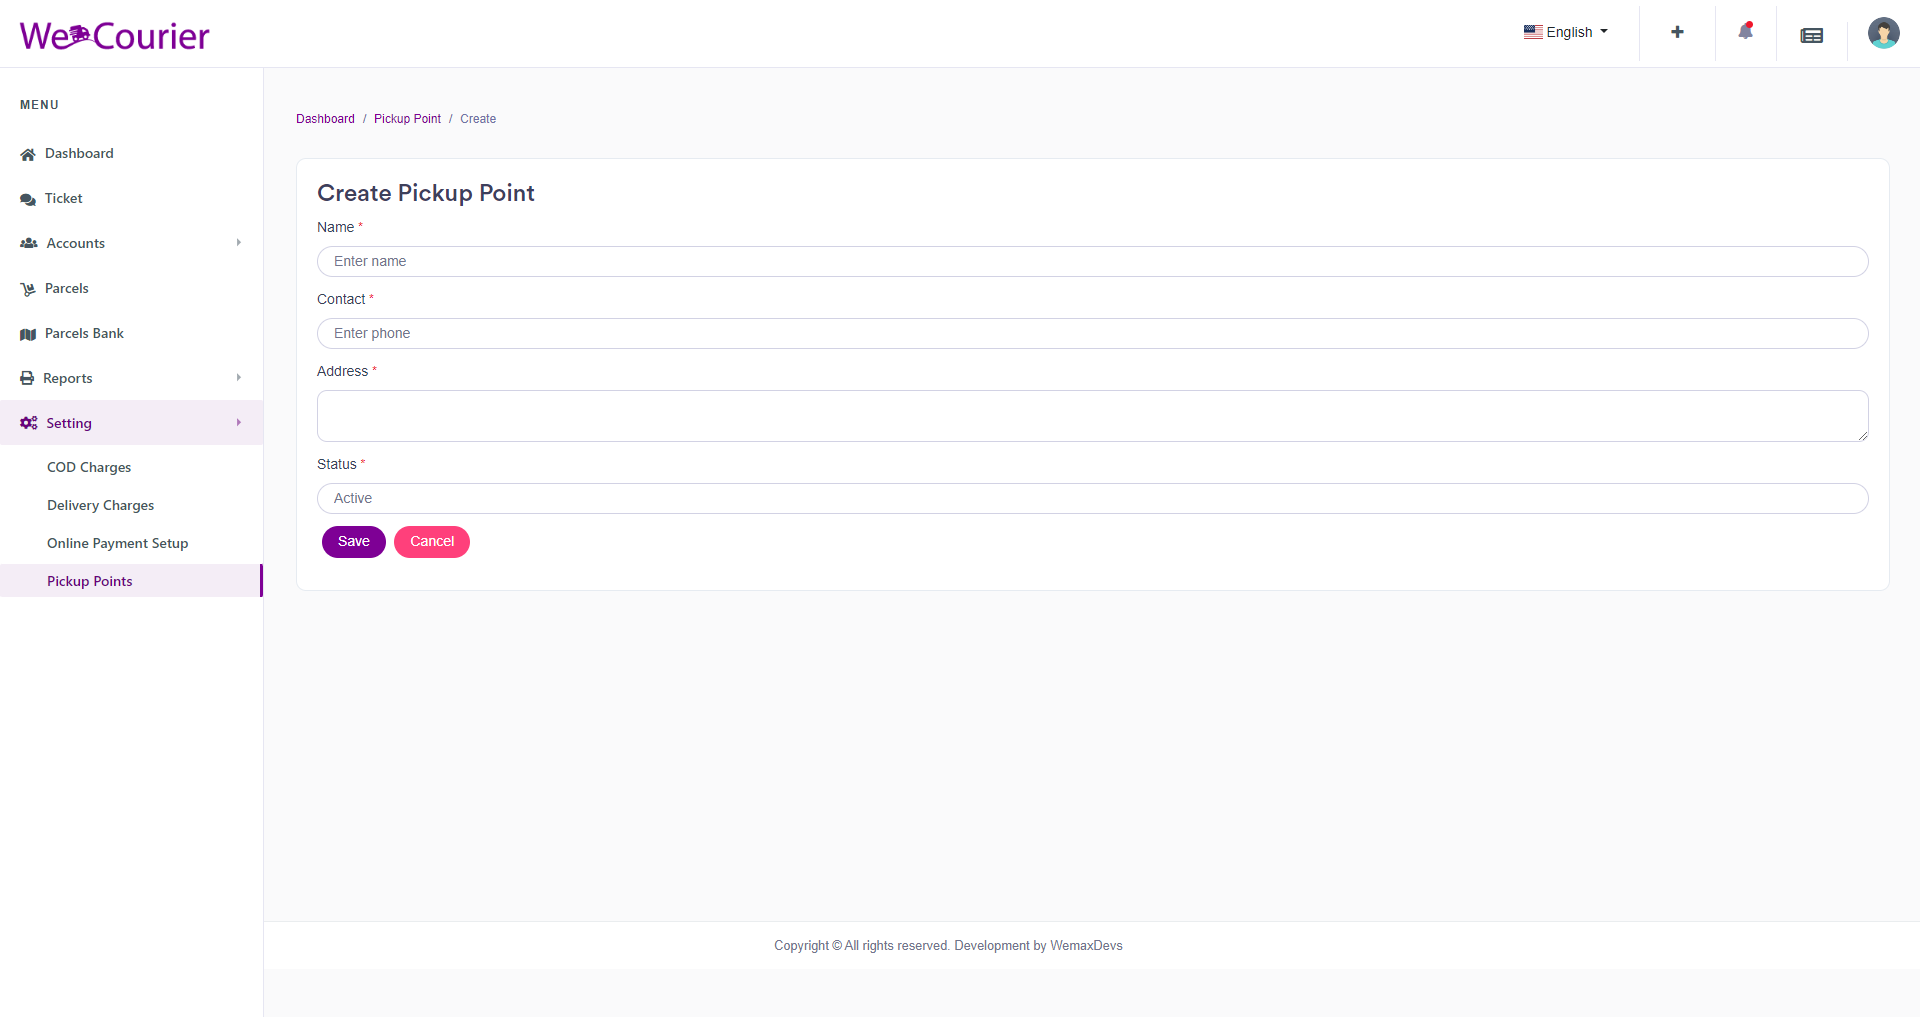 We Courier
English
MENU
Dashboard
Ticket
Accounts
Parcels
Parcels Bank
Reports
Setting
COD Charges
Delivery Charges
Online Payment Setup
Pickup Points
Dashboard / Pickup Point / Create
Create Pickup Point
Name *
Enter name
Contact *
Enter phone
Address *
Status *
Active
Save Cancel
Copyright © All rights reserved. Development by WemaxDevs